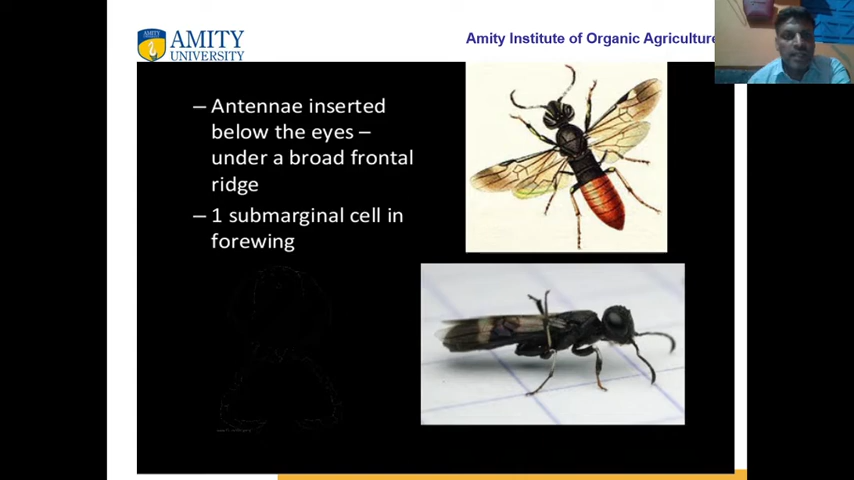 AMITY
AMITY
UNIVERSITY
Amity Institute of Organic Agriculture
– Antennae inserted
below the eyes –
under a broad frontal
ridge
– 1 submarginal cell in
forewing